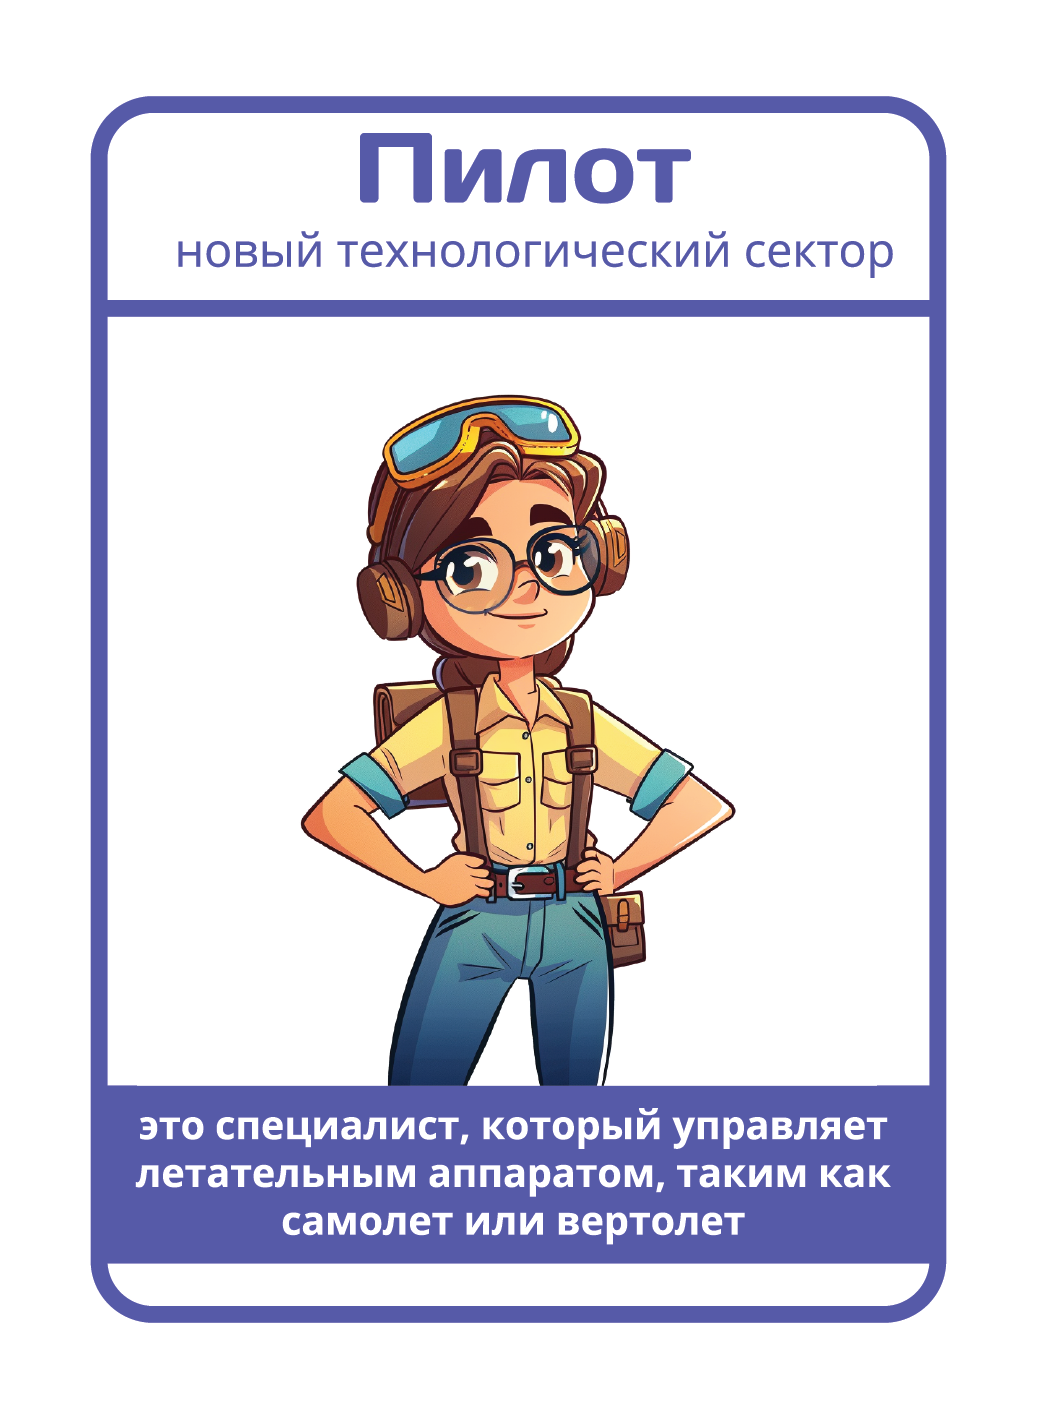 Пилот
новый технологический сектор
это специалист, который управляет
летательным аппаратом, таким как
самолет или вертолет